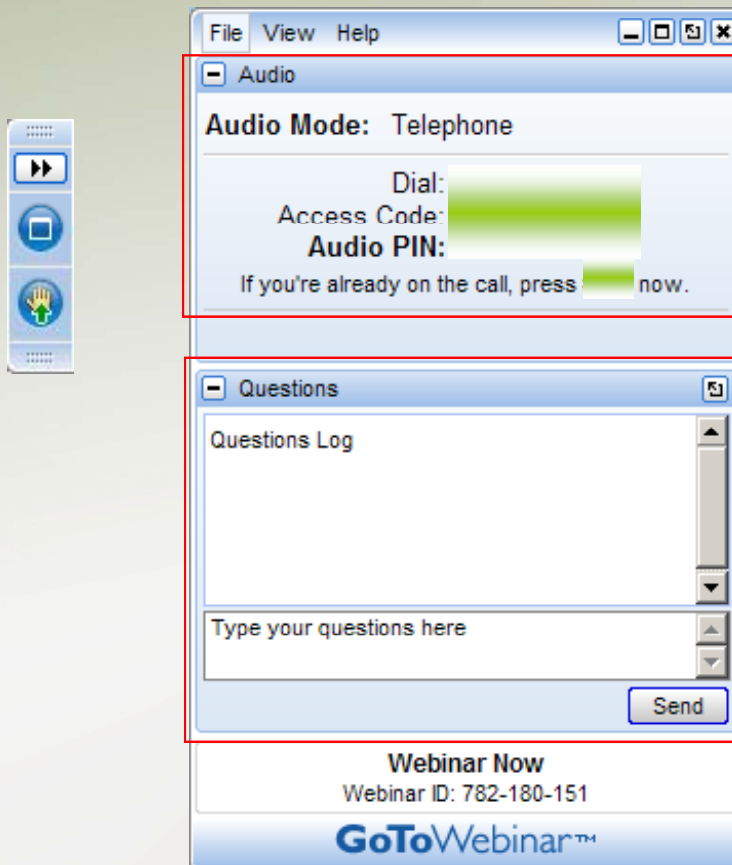 File View Help
Audio
Audio Mode: Telephone
Dial:
Access Code:
Audio PIN:
If you're already on the call, press now.
Questions
Questions Log
Type your questions here
Send
Webinar Now
Webinar ID: 782-180-151
GoToWebinar™